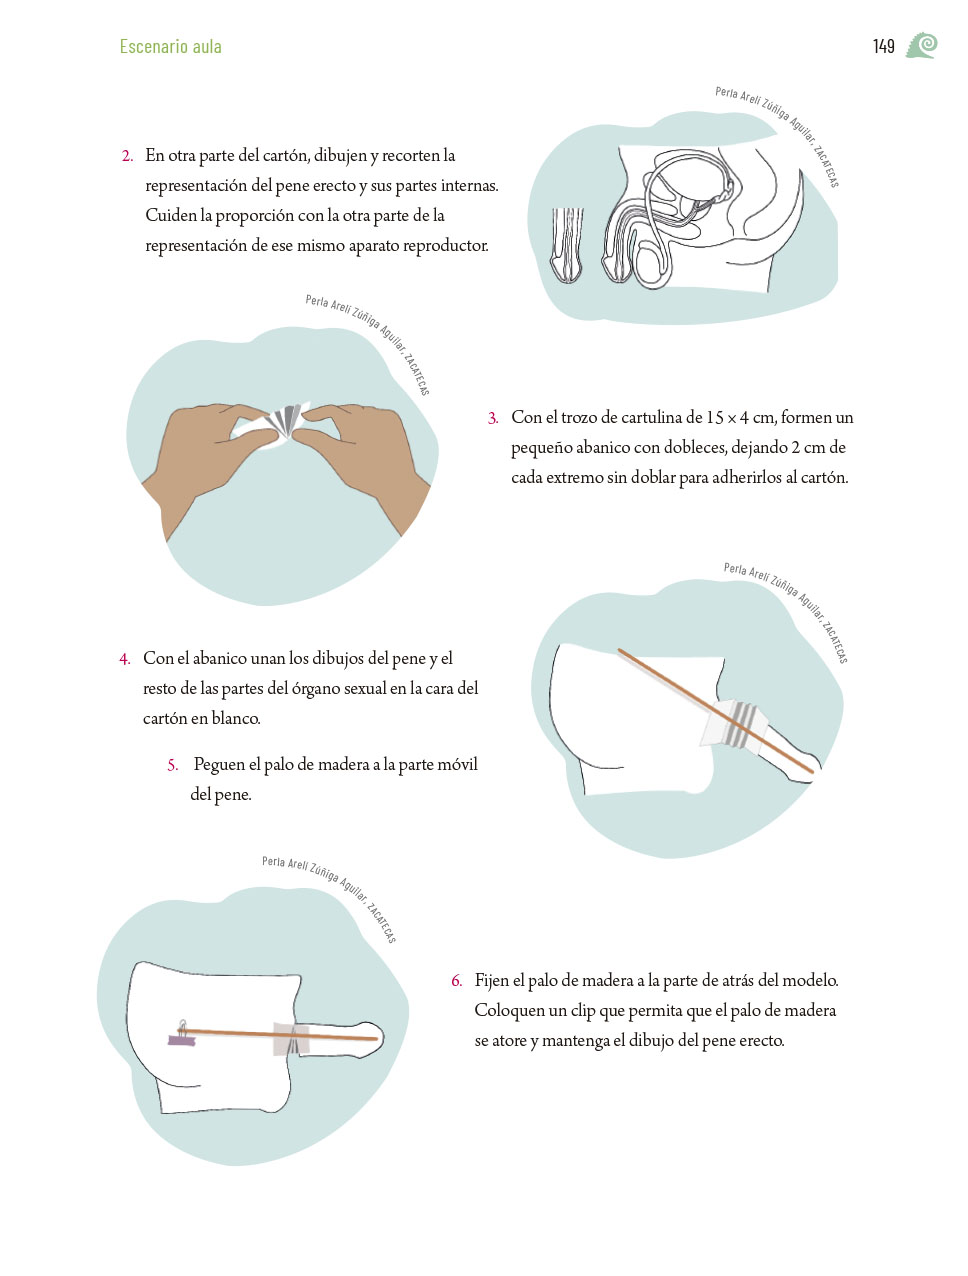 Escenario aula
149
Perla Areli Zúñiga Aguilar, ZACATECAS
2. En otra parte del cartón, dibujen y recorten la
representación del pene erecto y sus partes internas.
Cuiden la proporción con la otra parte de la
representación de ese mismo aparato reproductor.
Perla Areli Zúñiga Aguilar, ZACATECAS
3. Con el trozo de cartulina de 15 × 4 cm, formen un
pequeño abanico con dobleces, dejando 2 cm de
cada extremo sin doblar para adherirlos al cartón.
Perla Areli Zúñiga Aguilar, ZACATECAS
4. Con el abanico unan los dibujos del pene y el
resto de las partes del órgano sexual en la cara del
cartón en blanco.
5. Peguen el palo de madera a la parte móvil
del pene.
Perla Areli Zúñiga Aguilar, ZACATECAS
6. Fijen el palo de madera a la parte de atrás del modelo.
Coloquen un clip que permita que el palo de madera
se atore y mantenga el dibujo del pene erecto.